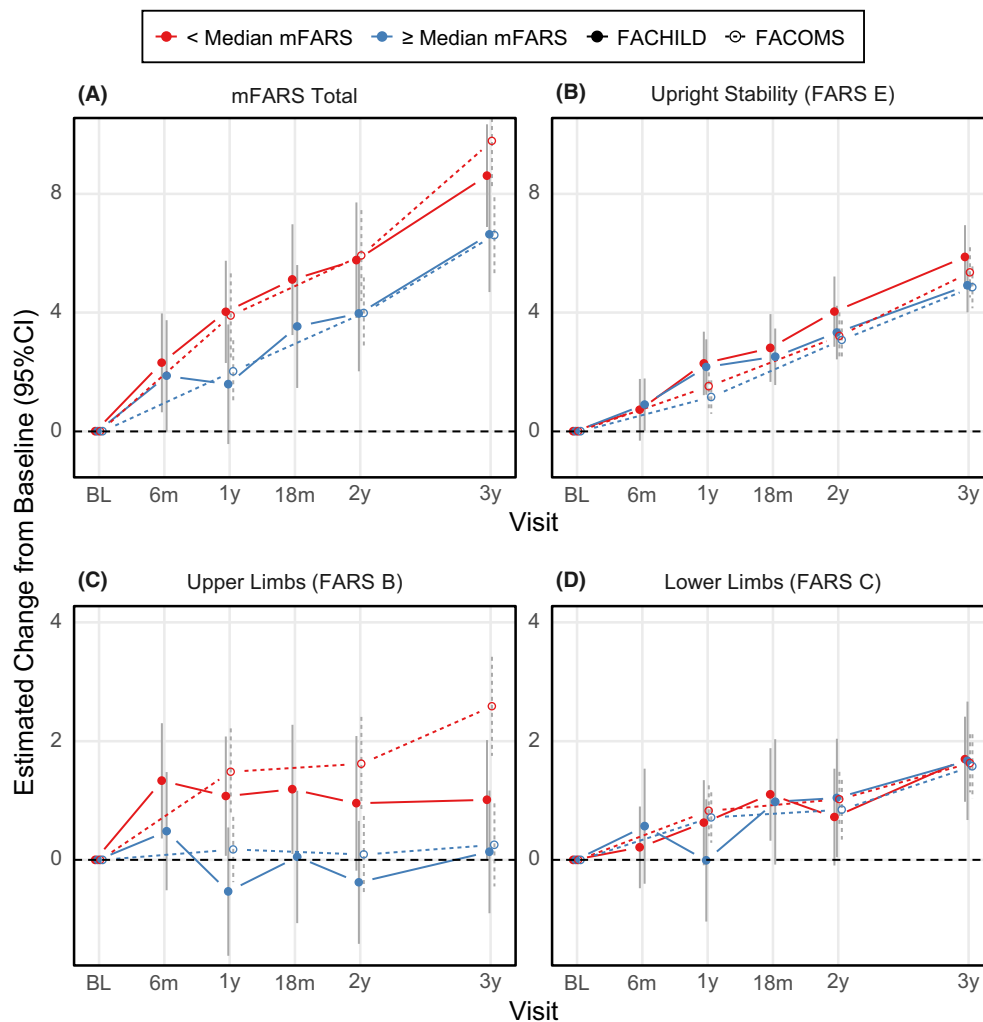 < Median mFARS ≥ Median mFARS FACHILD FACOMS
(A) mFARS Total
(B) Upright Stability (FARS E)
Estimated Change from Baseline (95%CI)
8
4
0
BL 6m 1y 18m 2y 3y
Visit
8
4
0
BL 6m 1y 18m 2y 3y
Visit
(C) Upper Limbs (FARS B)
(D) Lower Limbs (FARS C)
4
2
0
BL 6m 1y 18m 2y 3y
Visit
4
2
0
BL 6m 1y 18m 2y 3y
Visit